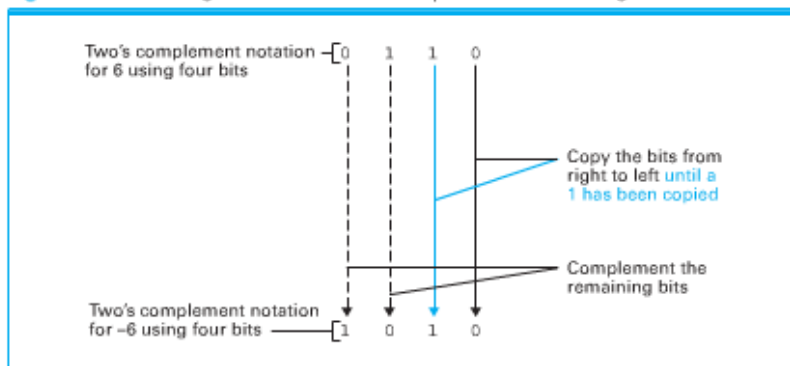 Two's complement notation
for 6 using four bits
0 1 1 0
Copy the bits from
right to left until a
1 has been copied
Complement the
remaining bits
Two's complement notation
for –6 using four bits
1 0 1 0